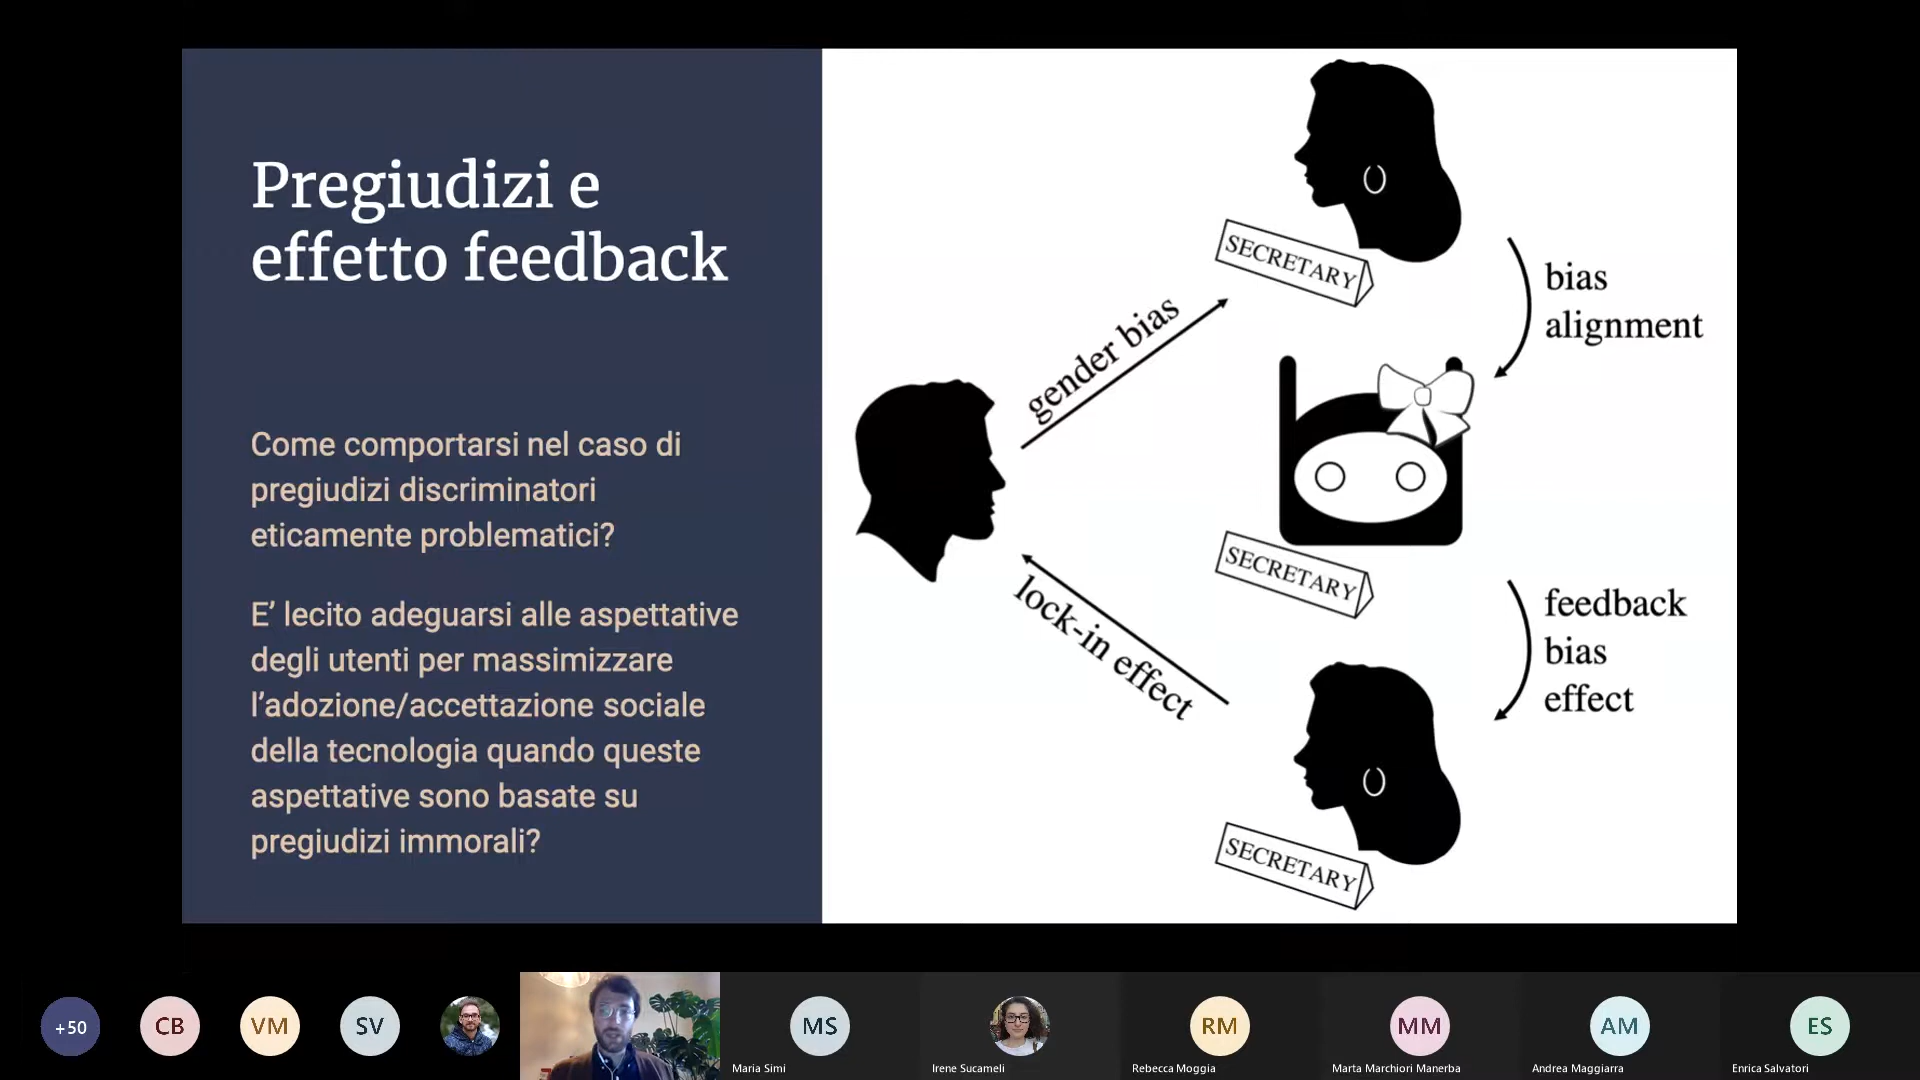 Pregiudizi e
effetto feedback
Come comportarsi nel caso di
pregiudizi discriminatori
eticamente problematici?
E’ lecito adeguarsi alle aspettative
degli utenti per massimizzare
l’adozione/accettazione sociale
della tecnologia quando queste
aspettative sono basate su
pregiudizi immorali?
SECRETARY
gender bias
bias
alignment
SECRETARY
lock-in effect
feedback
bias
effect
SECRETARY
+50
CB
VM
SV
MS
Maria Simi
Irene Sucameli
RM
Rebecca Moggia
MM
Marta Marchiori Manerba
AM
Andrea Maggiarra
ES
Enrica Salvatori